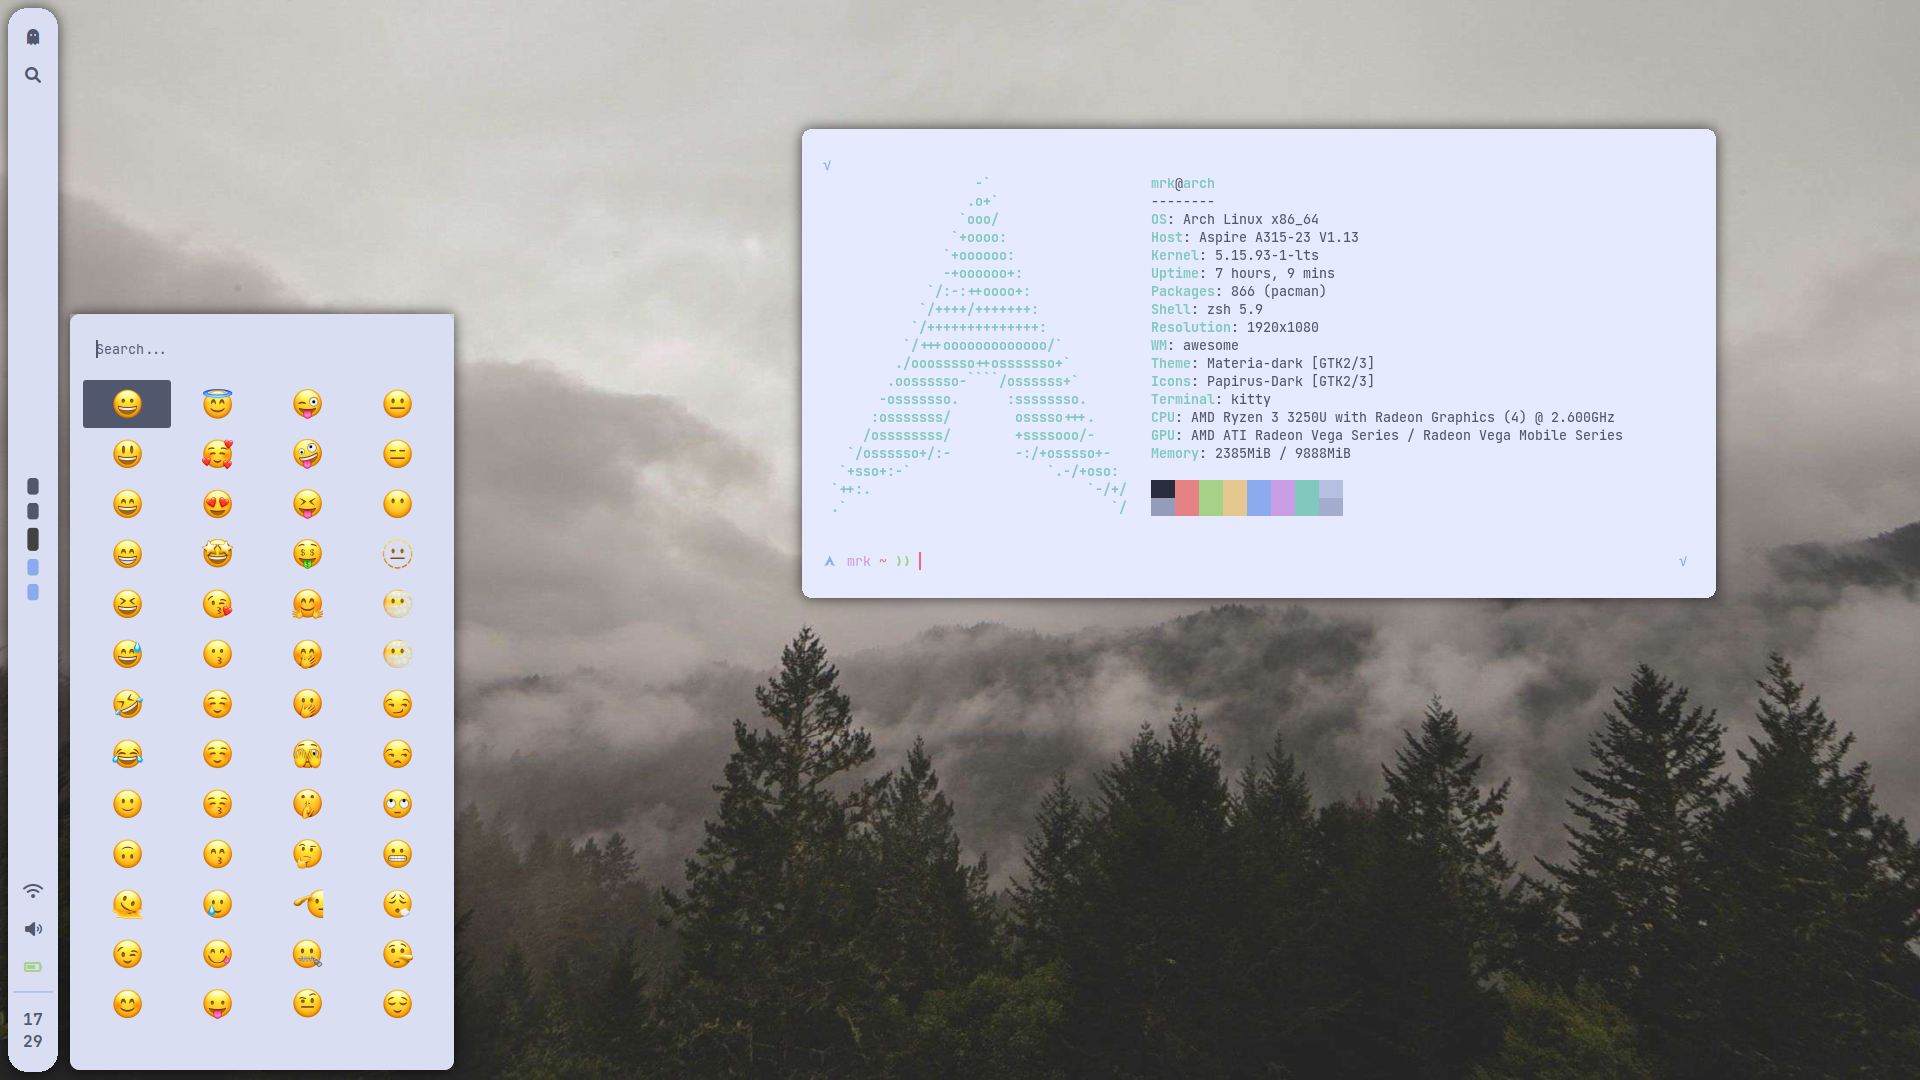 Search...
17
29
√
mrk@arch
--------
OS: Arch Linux x86_64
Host: Aspire A315-23 V1.13
Kernel: 5.15.93-1-lts
Uptime: 7 hours, 9 mins
Packages: 866 (pacman)
Shell: zsh 5.9
Resolution: 1920x1080
WM: awesome
Theme: Materia-dark [GTK2/3]
Icons: Papirus-Dark [GTK2/3]
Terminal: kitty
CPU: AMD Ryzen 3 3250U with Radeon Graphics (4) @ 2.600GHz
GPU: AMD ATI Radeon Vega Series / Radeon Vega Mobile Series
Memory: 2385MiB / 9888MiB
mrk ~ ⟩⟩ √